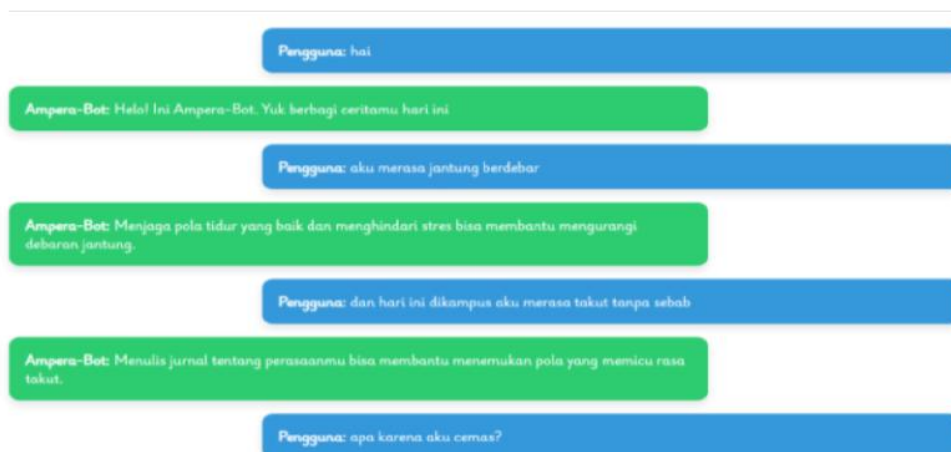 Pengguna: hai
Ampera-Bot: Helo! Ini Ampera-Bot. Yuk berbagi ceritamu hari ini
Pengguna: aku merasa jantung berdebar
Ampera-Bot: Menjaga pola tidur yang baik dan menghindari stres bisa membantu mengurangi
debaran jantung.
Pengguna: dan hari ini dikampus aku merasa takut tanpa sebab
Ampera-Bot: Menulis jurnal tentang perasaanmu bisa membantu menemukan pola yang memicu rasa
takut.
Pengguna: apa karena aku cemas?